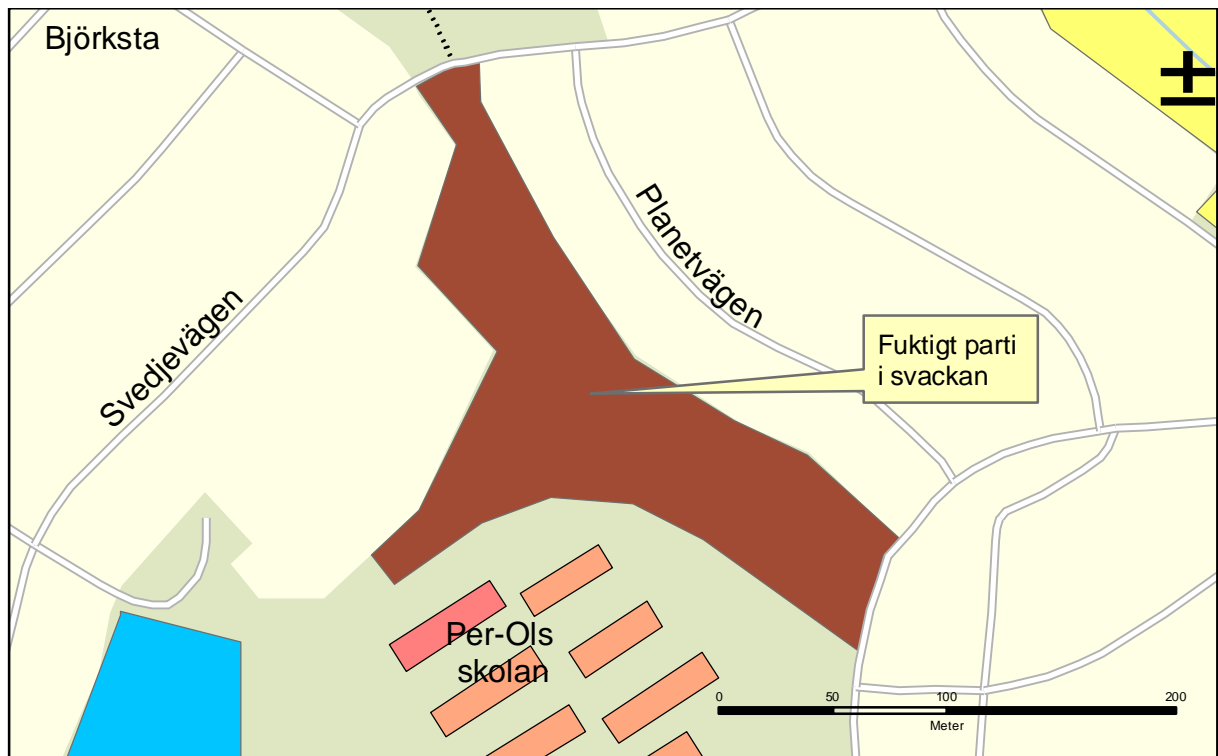 Björksta
Planetvägen
Svedjevägen
Fuktigt parti
i svackan
Per-Ols
skolan
0 50 100 200
Meter